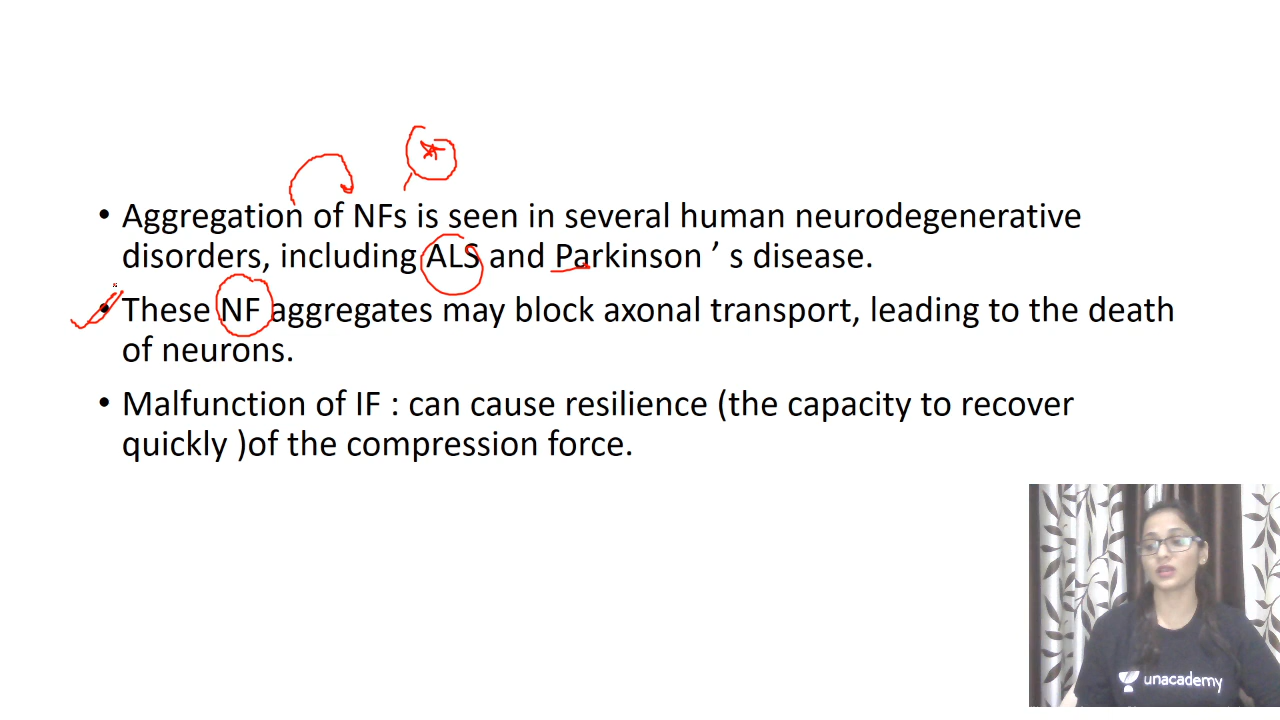 • Aggregation of NFs is seen in several human neurodegenerative
disorders, including ALS and Parkinson ’ s disease.
• These NF aggregates may block axonal transport, leading to the death
of neurons.
• Malfunction of IF : can cause resilience (the capacity to recover
quickly )of the compression force.
unacademy